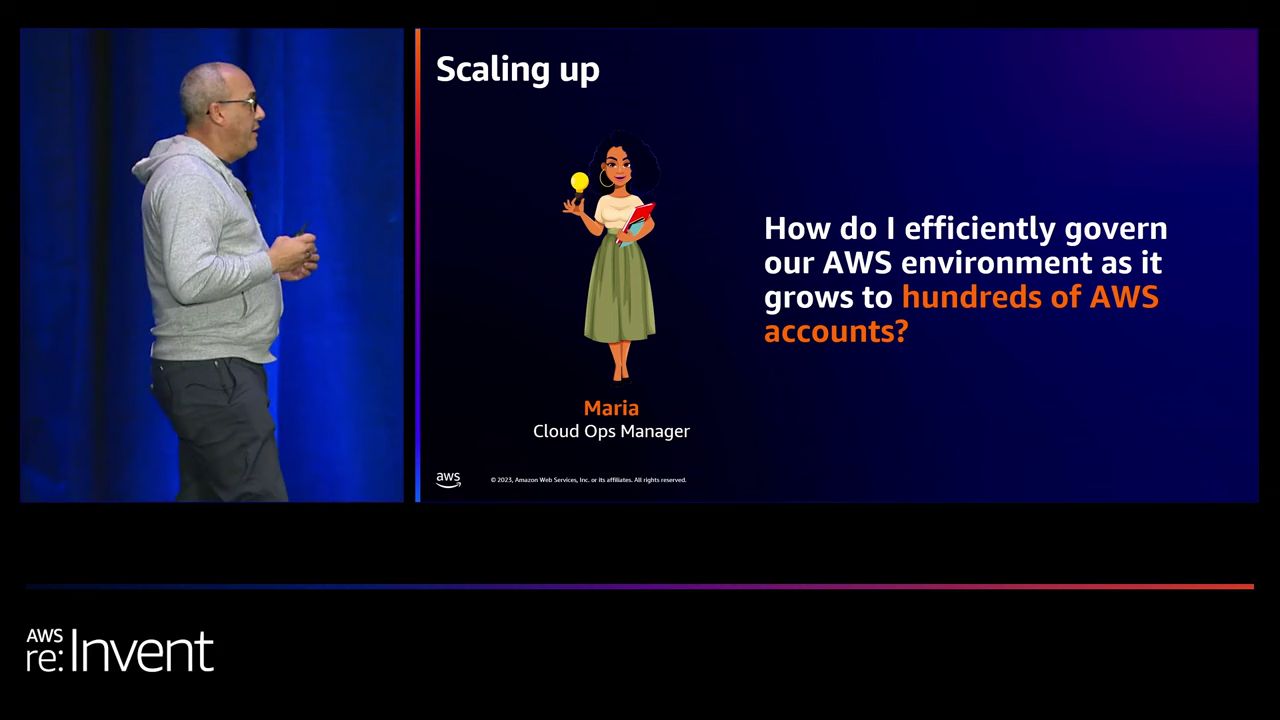 Scaling up
How do I efficiently govern
our AWS environment as it
grows to hundreds of AWS
accounts?
Maria
Cloud Ops Manager
aws
© 2023, Amazon Web Services, Inc. or its affiliates. All rights reserved.
AWS
re:Invent